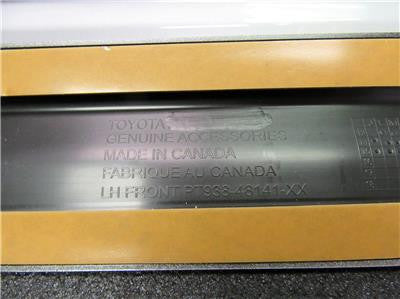 TOYOTA
GENUINE ACCESSORIES
MADE IN CANADA
FABRIQUE AU CANADA
LH FRONT PT938-48141-XX